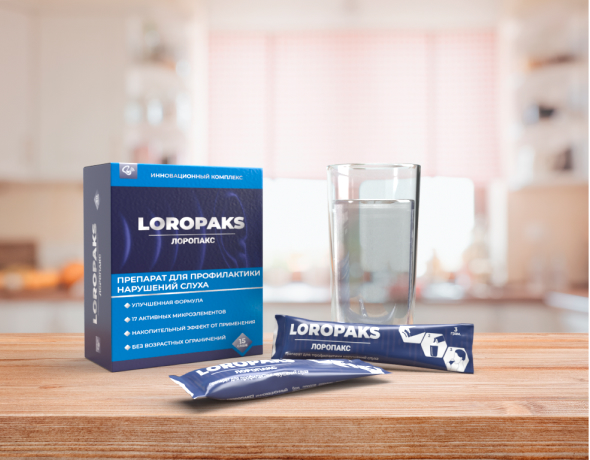 ИННОВАЦИОННЫЙ КОМПЛЕКС
LOROPAKS
ЛОРОПАКС
ПРЕПАРАТ ДЛЯ ПРОФИЛАКТИКИ
НАРУШЕНИЙ СЛУХА
УЛУЧШЕННАЯ ФОРМУЛА
17 АКТИВНЫХ МИКРОЭЛЕМЕНТОВ
НАКОПИТЕЛЬНЫЙ ЭФФЕКТ ОТ ПРИМЕНЕНИЯ
БЕЗ ВОЗРАСТНЫХ ОГРАНИЧЕНИЙ
15
LOROPAKS
ЛОРОПАКС
LOROPAKS
ЛОРОПАКС
3
LOROPAKS
ЛОРОПАКС